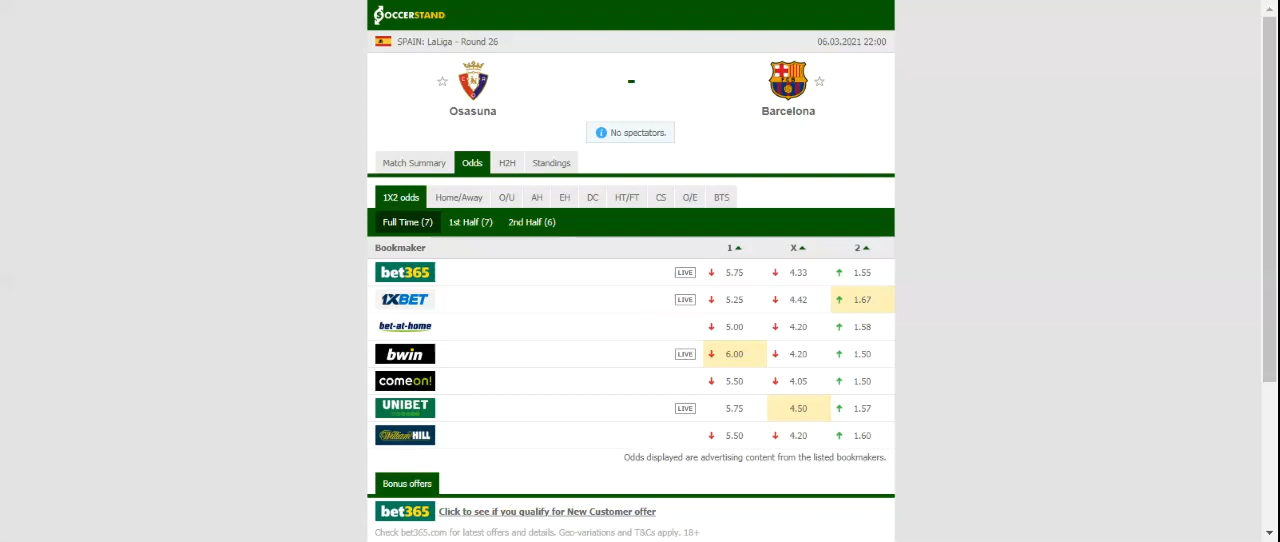 SOCCERSTAND
SPAIN: LaLiga - Round 26 06.03.2021 22:00
-
Osasuna Barcelona
No spectators.
Match Summary Odds H2H Standings
1X2 odds Home/Away O/U AH EH DC HT/FT CS O/E BTS
Full Time (7) 1st Half (7) 2nd Half (6)
Bookmaker 1 X 2
bet365 LIVE 5.75 4.33 1.55
1XBET LIVE 5.25 4.42 1.67
bet-at-home 5.00 4.20 1.58
bwin LIVE 6.00 4.20 1.50
comeon! 5.50 4.05 1.50
UNIBET LIVE 5.75 4.50 1.57
William HILL 5.50 4.20 1.60
Odds displayed are advertising content from the listed bookmakers.
Bonus offers
bet365 Click to see if you qualify for New Customer offer
Check bet365.com for latest offers and details. Geo-variations and T&Cs apply. 18+